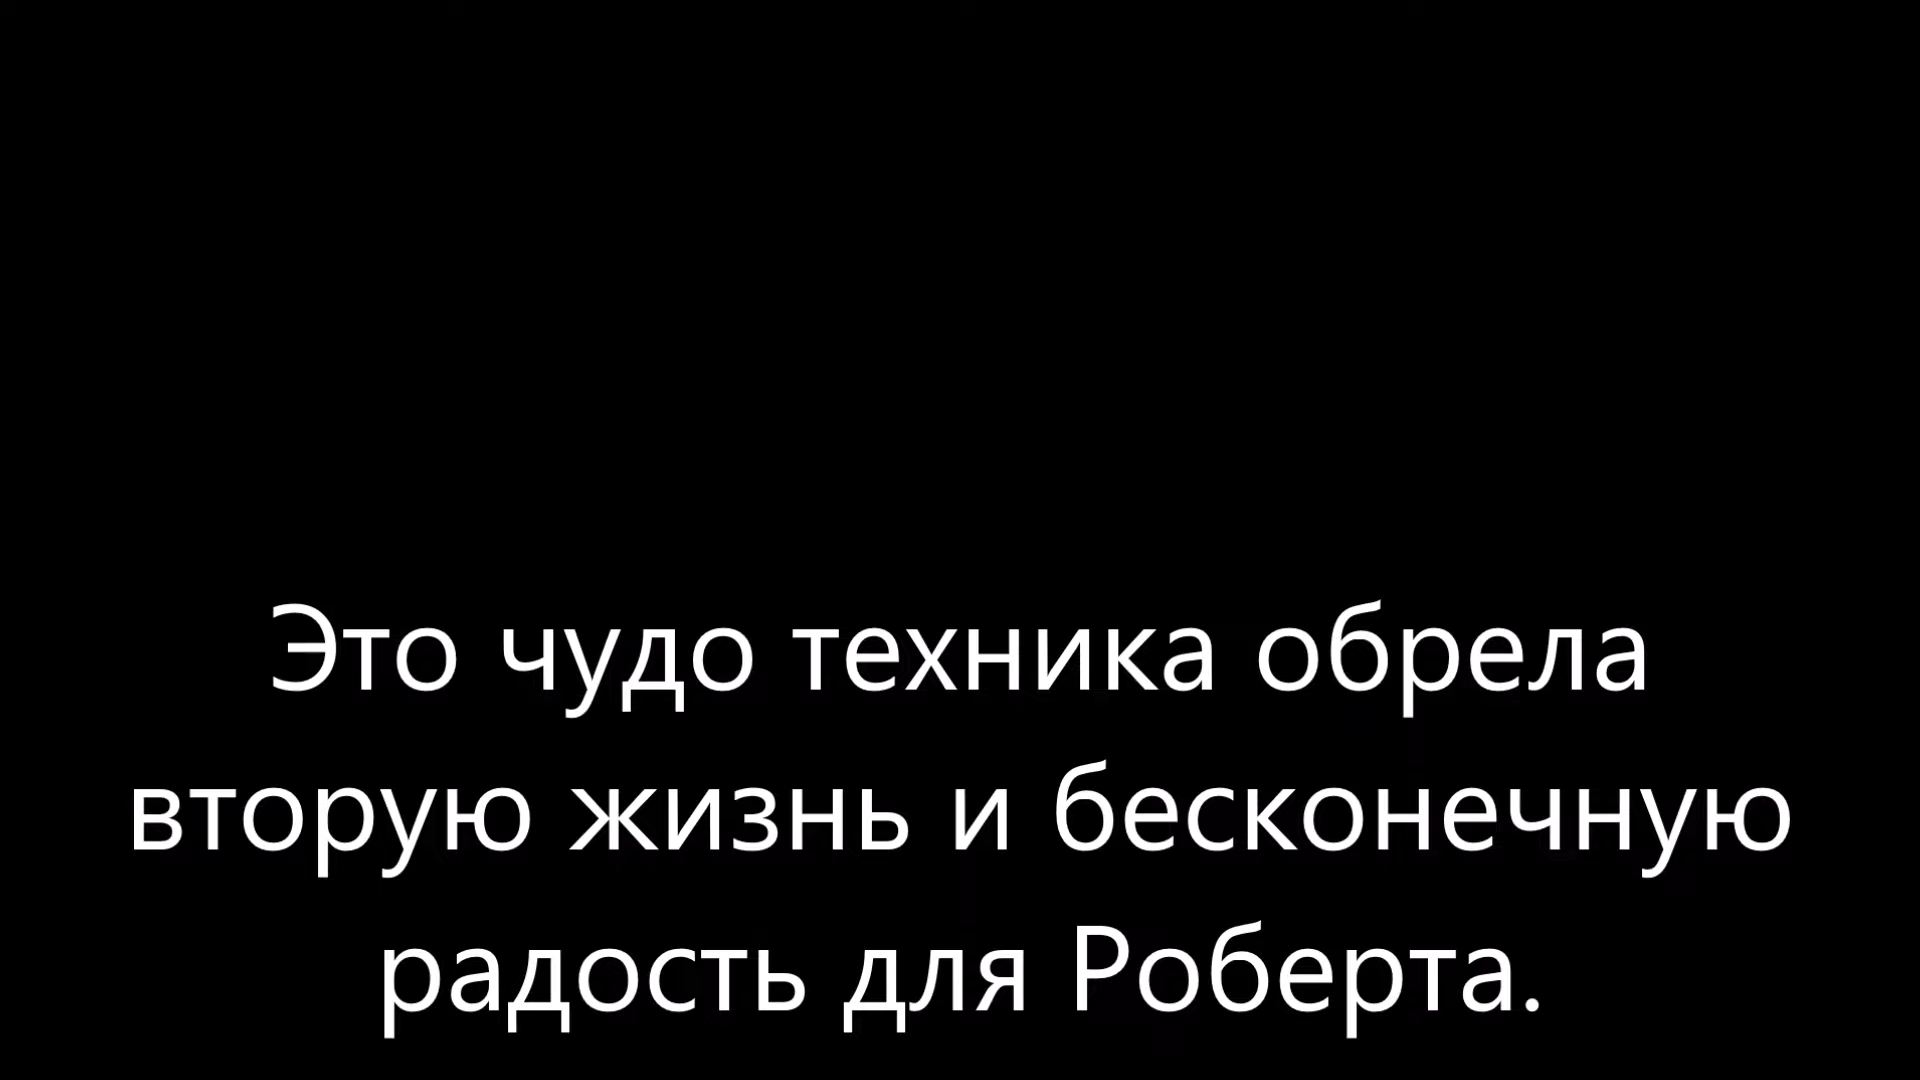 Это чудо техника обрела
вторую жизнь и бесконечную
радость для Роберта.